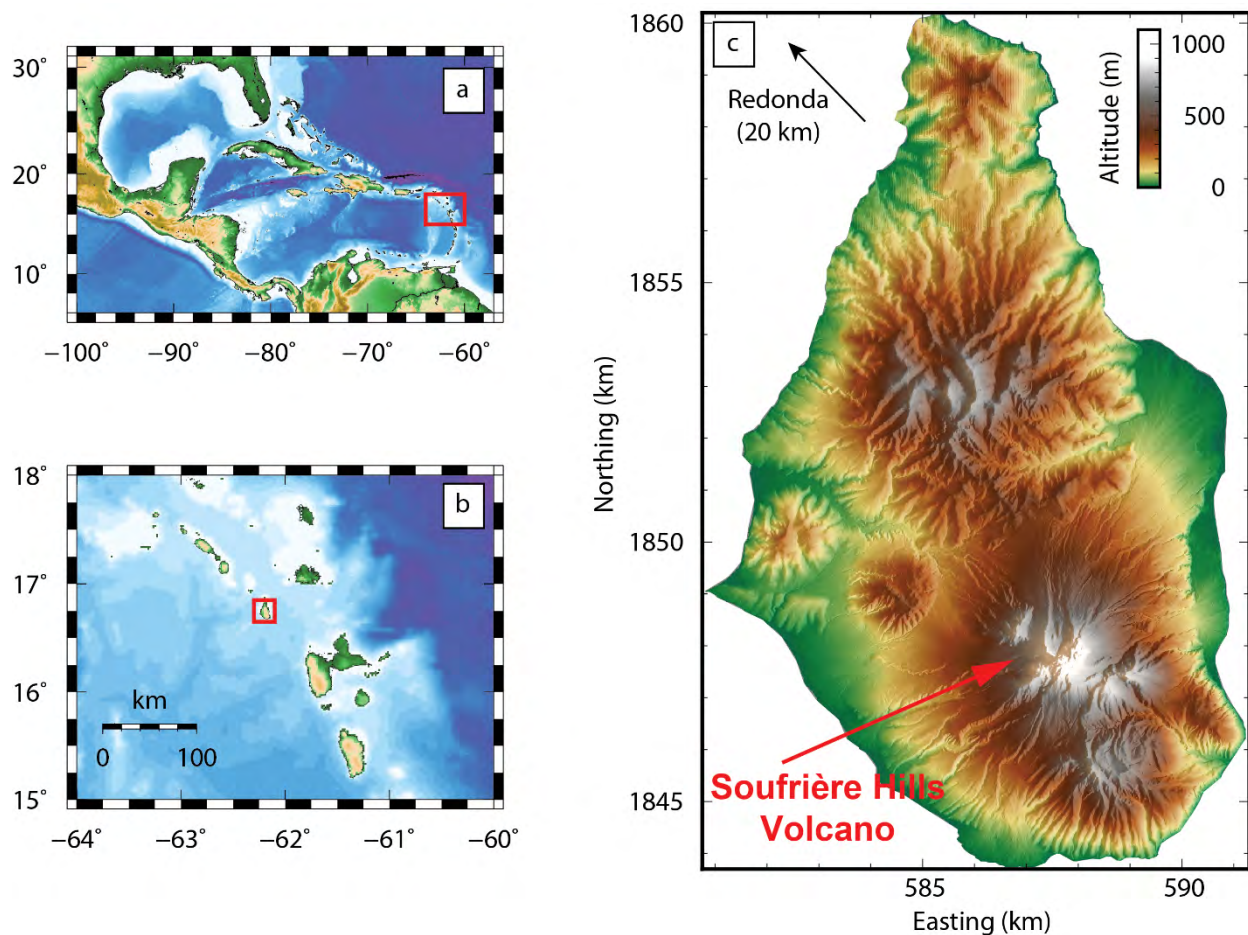 a
30°
20°
10°
−100°
−90°
−80°
−70°
−60°
b
18°
17°
16°
15°
km
0
100
−64°
−63°
−62°
−61°
−60°
c
Redonda
(20 km)
Altitude (m)
1000
500
0
1860
1855
1850
1845
Northing (km)
Soufrière Hills
Volcano
585
590
Easting (km)